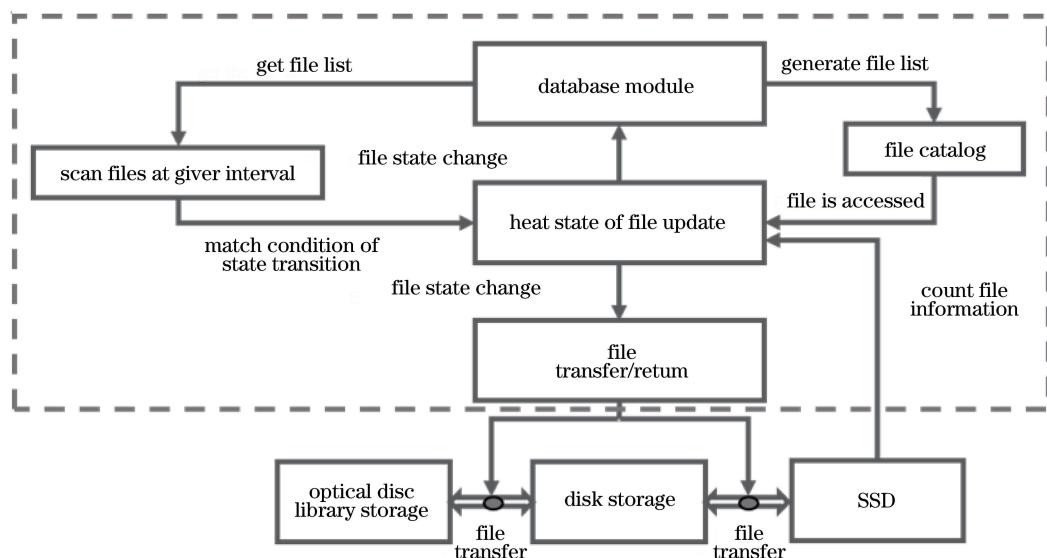 get file list
database module
generate file list
scan files at giver interval
file state change
file catalog
file is accessed
heat state of file update
match condition of
state transition
file state change
count file
information
file
transfer/retum
optical disc
library storage
disk storage
SSD
file
transfer
file
transfer